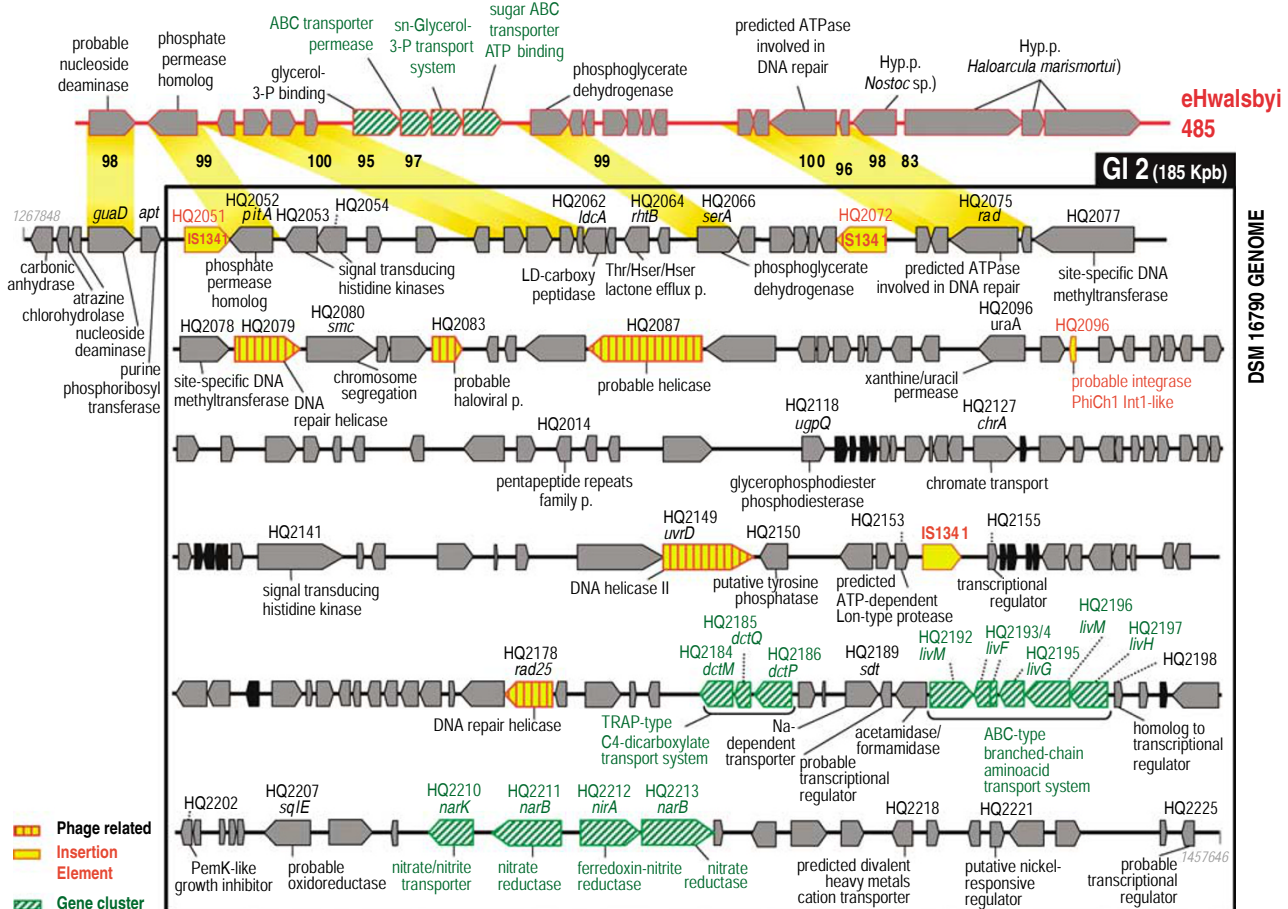 probable
nucleoside
deaminase
phosphate
permease
homolog
glycerol-
3-P binding
ABC transporter
permease
sn-Glycerol-
3-P transport
system
sugar ABC
transporter
ATP binding
phosphoglycerate
dehydrogenase
predicted ATPase
involved in
DNA repair
Hyp.p.
Nostoc sp.)
Hyp.p.
Haloarcula marismortui)
eHwalsbyi
485
98
99
100
95
97
99
100
96
98
83
GI 2 (185 Kpb)
DSM 16790 GENOME
1267848
guaD
apt
HQ2051
IS1341
HQ2052
pitA
HQ2053
HQ2054
HQ2062
ldcA
HQ2064
rhtB
HQ2066
serA
HQ2072
IS1341
HQ2075
rad
HQ2077
carbonic
anhydrase
atrazine
chlorohydrolase
nucleoside
deaminase
purine
phosphoribosyl
transferase
phosphate
permease
homolog
signal transducing
histidine kinases
LD-carboxy
peptidase
Thr/Hser/Hser
lactone efflux p.
phosphoglycerate
dehydrogenase
predicted ATPase
involved in DNA repair
site-specific DNA
methyltransferase
HQ2078
HQ2079
HQ2080
smc
HQ2083
HQ2087
HQ2096
uraA
HQ2096
site-specific DNA
methyltransferase
DNA
repair helicase
chromosome
segregation
probable
haloviral p.
probable helicase
xanthine/uracil
permease
probable integrase
PhiCh1 Int1-like
HQ2014
HQ2118
ugpQ
HQ2127
chrA
pentapeptide repeats
family p.
glycerophosphodiester
phosphodiesterase
chromate transport
HQ2141
HQ2149
uvrD
HQ2150
HQ2153
IS1341
HQ2155
signal transducing
histidine kinase
DNA helicase II
putative tyrosine
phosphatase
predicted
ATP-dependent
Lon-type protease
transcriptional
regulator
HQ2178
rad25
HQ2184
dctM
HQ2185
dctQ
HQ2186
dctP
HQ2189
sdt
HQ2192
livM
HQ2193/4
livF
HQ2195
livG
HQ2196
livM
HQ2197
livH
HQ2198
DNA repair helicase
TRAP-type
C4-dicarboxylate
transport system
Na-
dependent
transporter
probable
transcriptional
regulator
acetamidase/
formamidase
ABC-type
branched-chain
aminoacid
transport system
homolog to
transcriptional
regulator
HQ2202
HQ2207
sqlE
HQ2210
narK
HQ2211
narB
HQ2212
nirA
HQ2213
narB
HQ2218
HQ2221
HQ2225
1457646
PemK-like
growth inhibitor
probable
oxidoreductase
nitrate/nitrite
transporter
nitrate
reductase
ferredoxin-nitrite
reductase
nitrate
reductase
predicted divalent
heavy metals
cation transporter
putative nickel-
responsive
regulator
probable
transcriptional
regulator
Phage related
Insertion
Element
Gene cluster